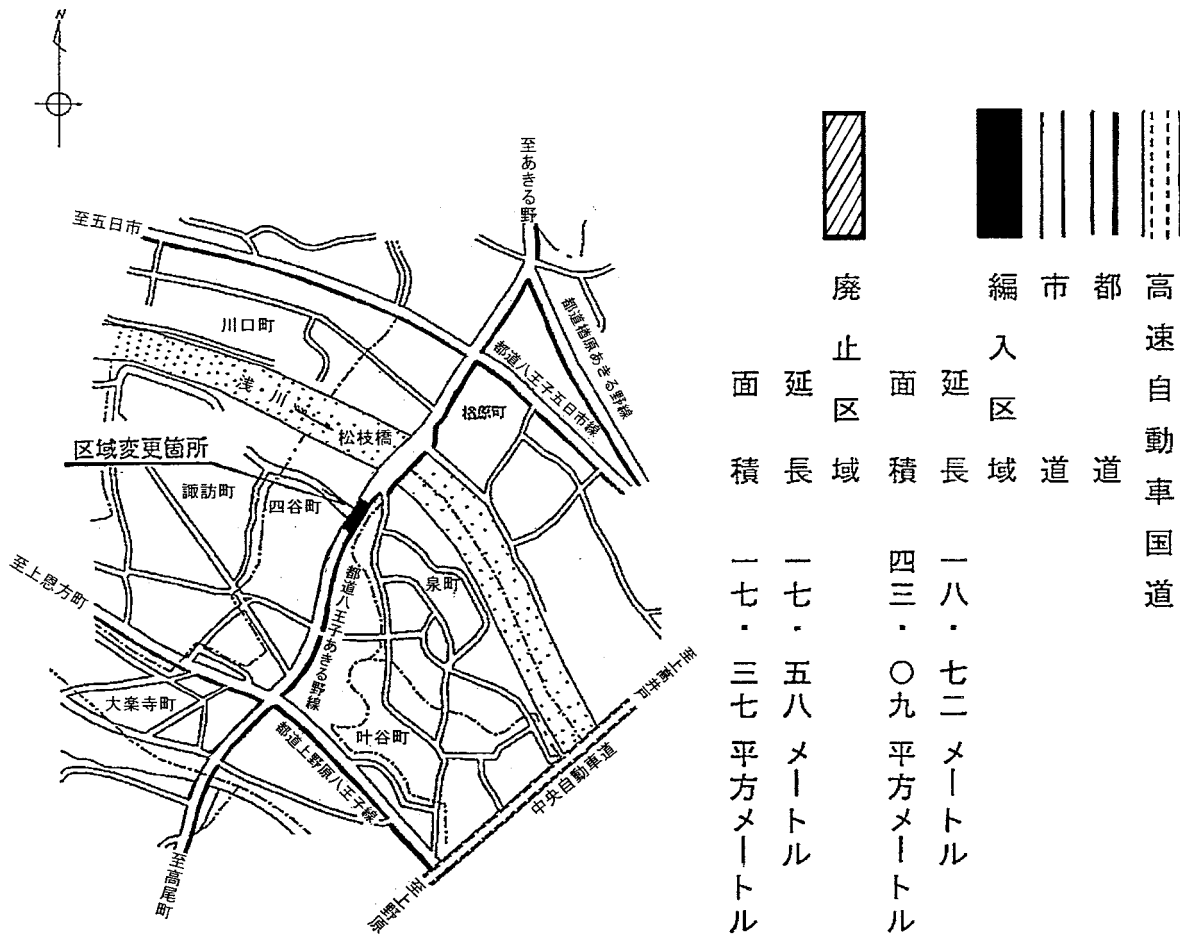 高速自動車国道
都道
市道
編入区域
延長 一八・七二メートル
面積 四三・〇九平方メートル
廃止区域
延長 一七・五八メートル
面積 一七・三七平方メートル
N
至あきる野
至五日市
川口町
都道楢原あきる野線
都道八王子五日市線
浅川
楢原町
松枝橋
区域変更箇所
諏訪町
四谷町
至上恩方町
泉町
都道八王子あきる野線
至上高井戸
大楽寺町
叶谷町
都道上野原八王子線
中央自動車道
至高尾町
至上野原